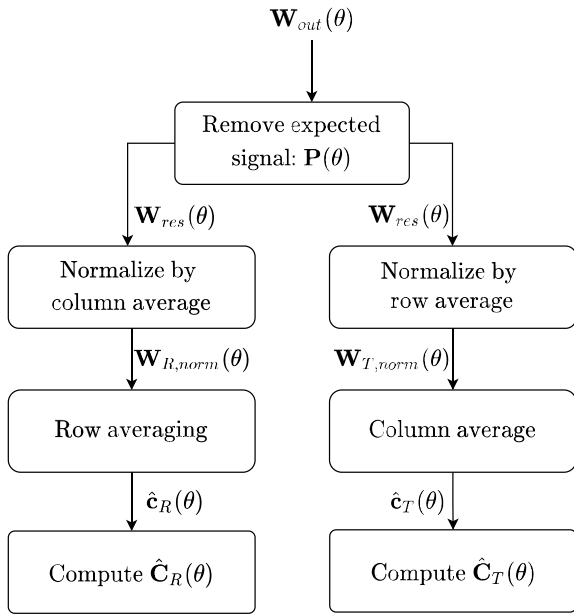 𝐖_out(θ)
Remove expected
signal: 𝐏(θ)
𝐖_res(θ)
𝐖_res(θ)
Normalize by
column average
Normalize by
row average
𝐖_R,norm(θ)
𝐖_T,norm(θ)
Row averaging
Column average
𝐜̂_R(θ)
𝐜̂_T(θ)
Compute 𝐂̂_R(θ)
Compute 𝐂̂_T(θ)